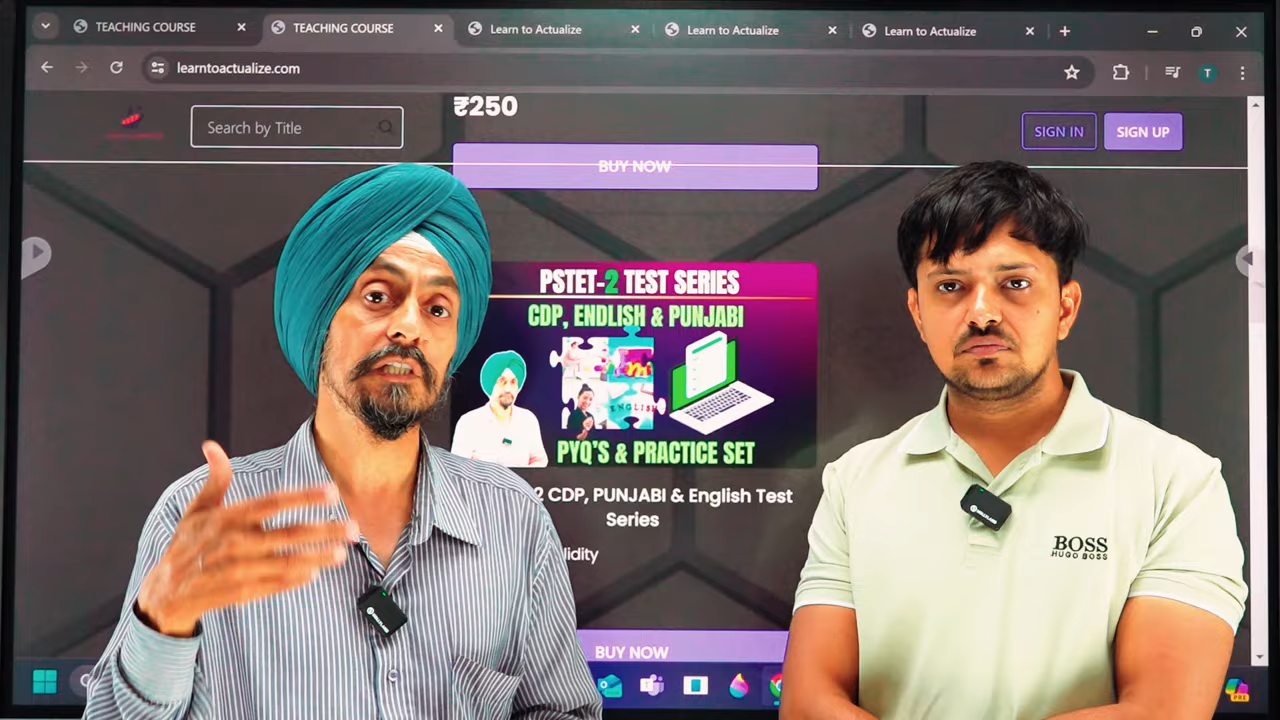 TEACHING COURSE
TEACHING COURSE
Learn to Actualize
Learn to Actualize
Learn to Actualize
learntoactualize.com
T
Search by Title
₹250
SIGN IN
SIGN UP
BUY NOW
PSTET-2 TEST SERIES
CDP, ENDLISH & PUNJABI
ENGLISH
PYQ'S & PRACTICE SET
2 CDP, PUNJABI & English Test
Series
lidity
BOSS
HUGO BOSS
BUY NOW
PRE